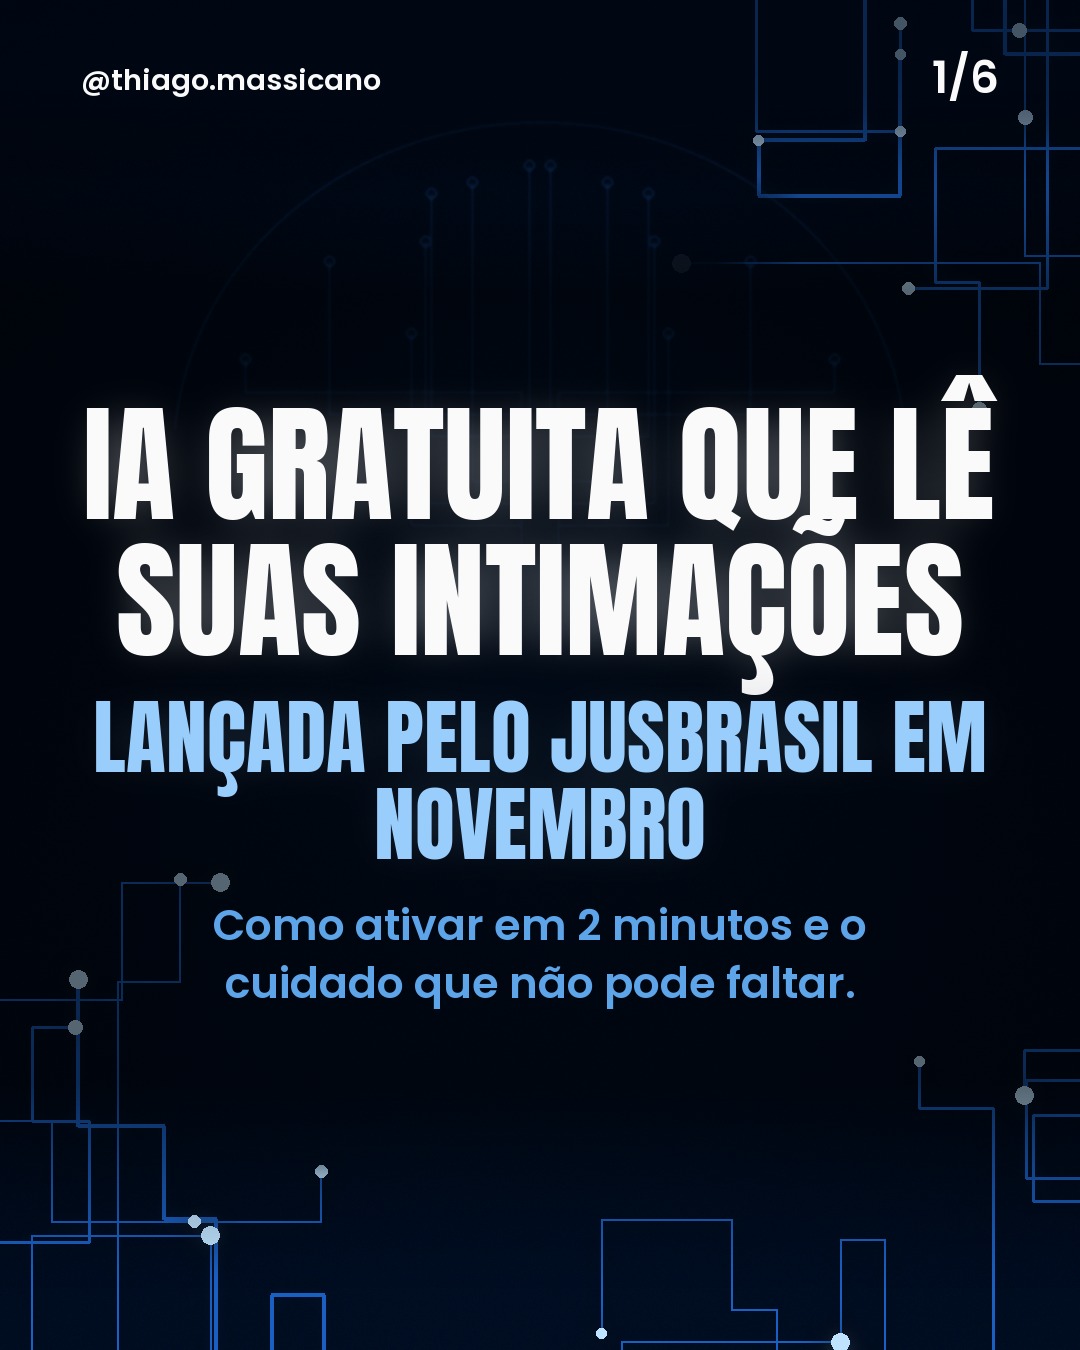 @thiago.massicano
1/6
IA GRATUITA QUE LÊ
SUAS INTIMAÇÕES
LANÇADA PELO JUSBRASIL EM
NOVEMBRO
Como ativar em 2 minutos e o
cuidado que não pode faltar.